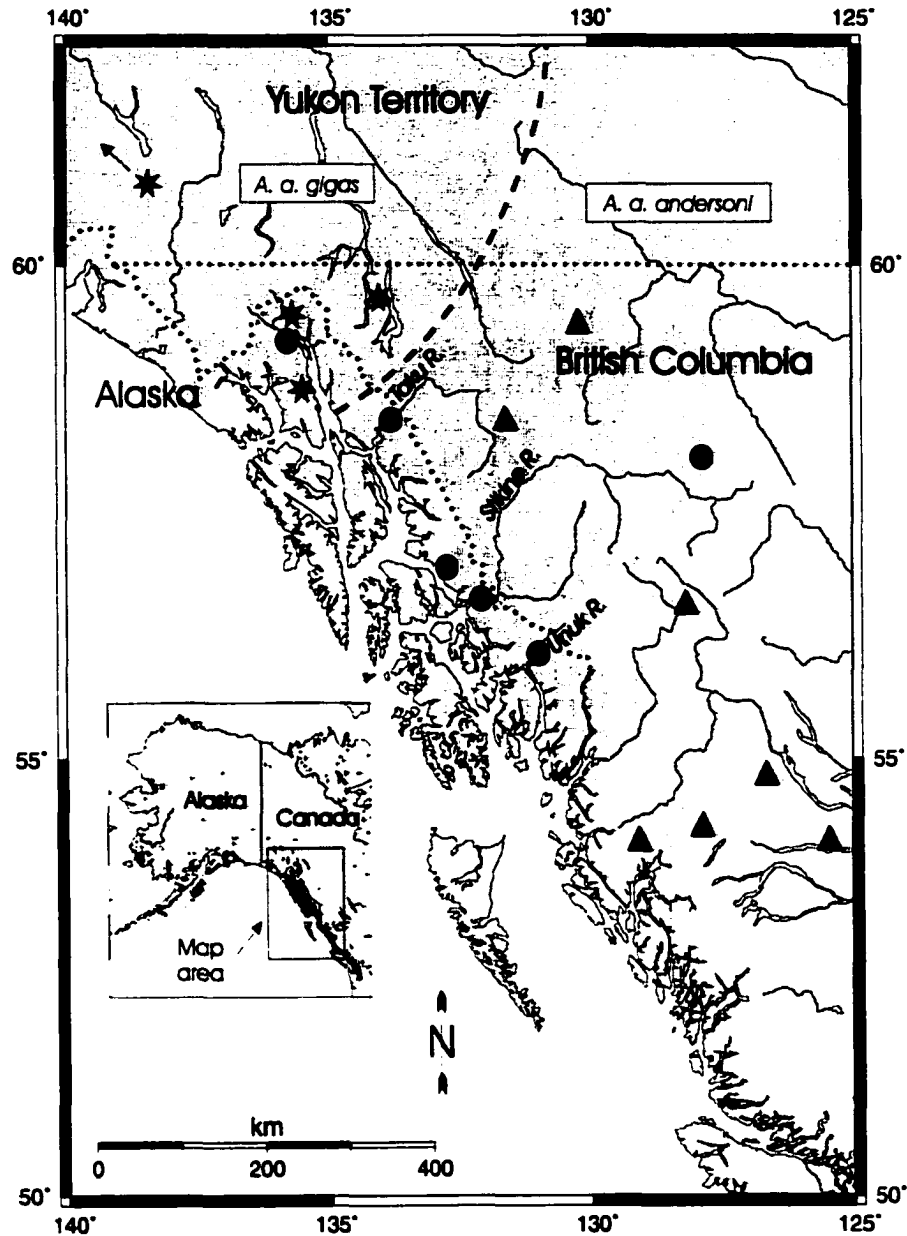 140° 135° 130° 125°
Yukon Territory
A. a. gigas
A. a. andersoni
60° 60°
British Columbia
Alaska
Taku R.
Stikine R.
Unuk R.
55° 55°
Alaska
Canada
Map
area
N
km
0 200 400
50° 50°
140° 135° 130° 125°